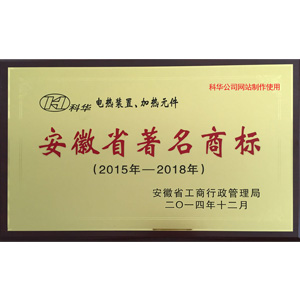 科华公司网站制作使用
KH 科华 电热装置、加热元件
安徽省著名商标
(2015年—2018年)
安徽省工商行政管理局
二〇一四年十二月